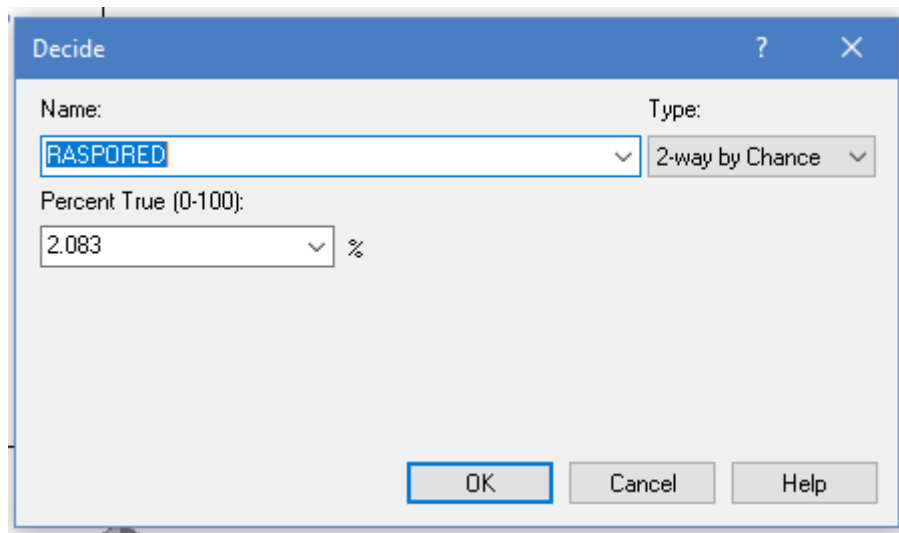 Decide ?
Name: Type:
RASPORED 2-way by Chance
Percent True (0-100):
2.083 %
OK Cancel Help